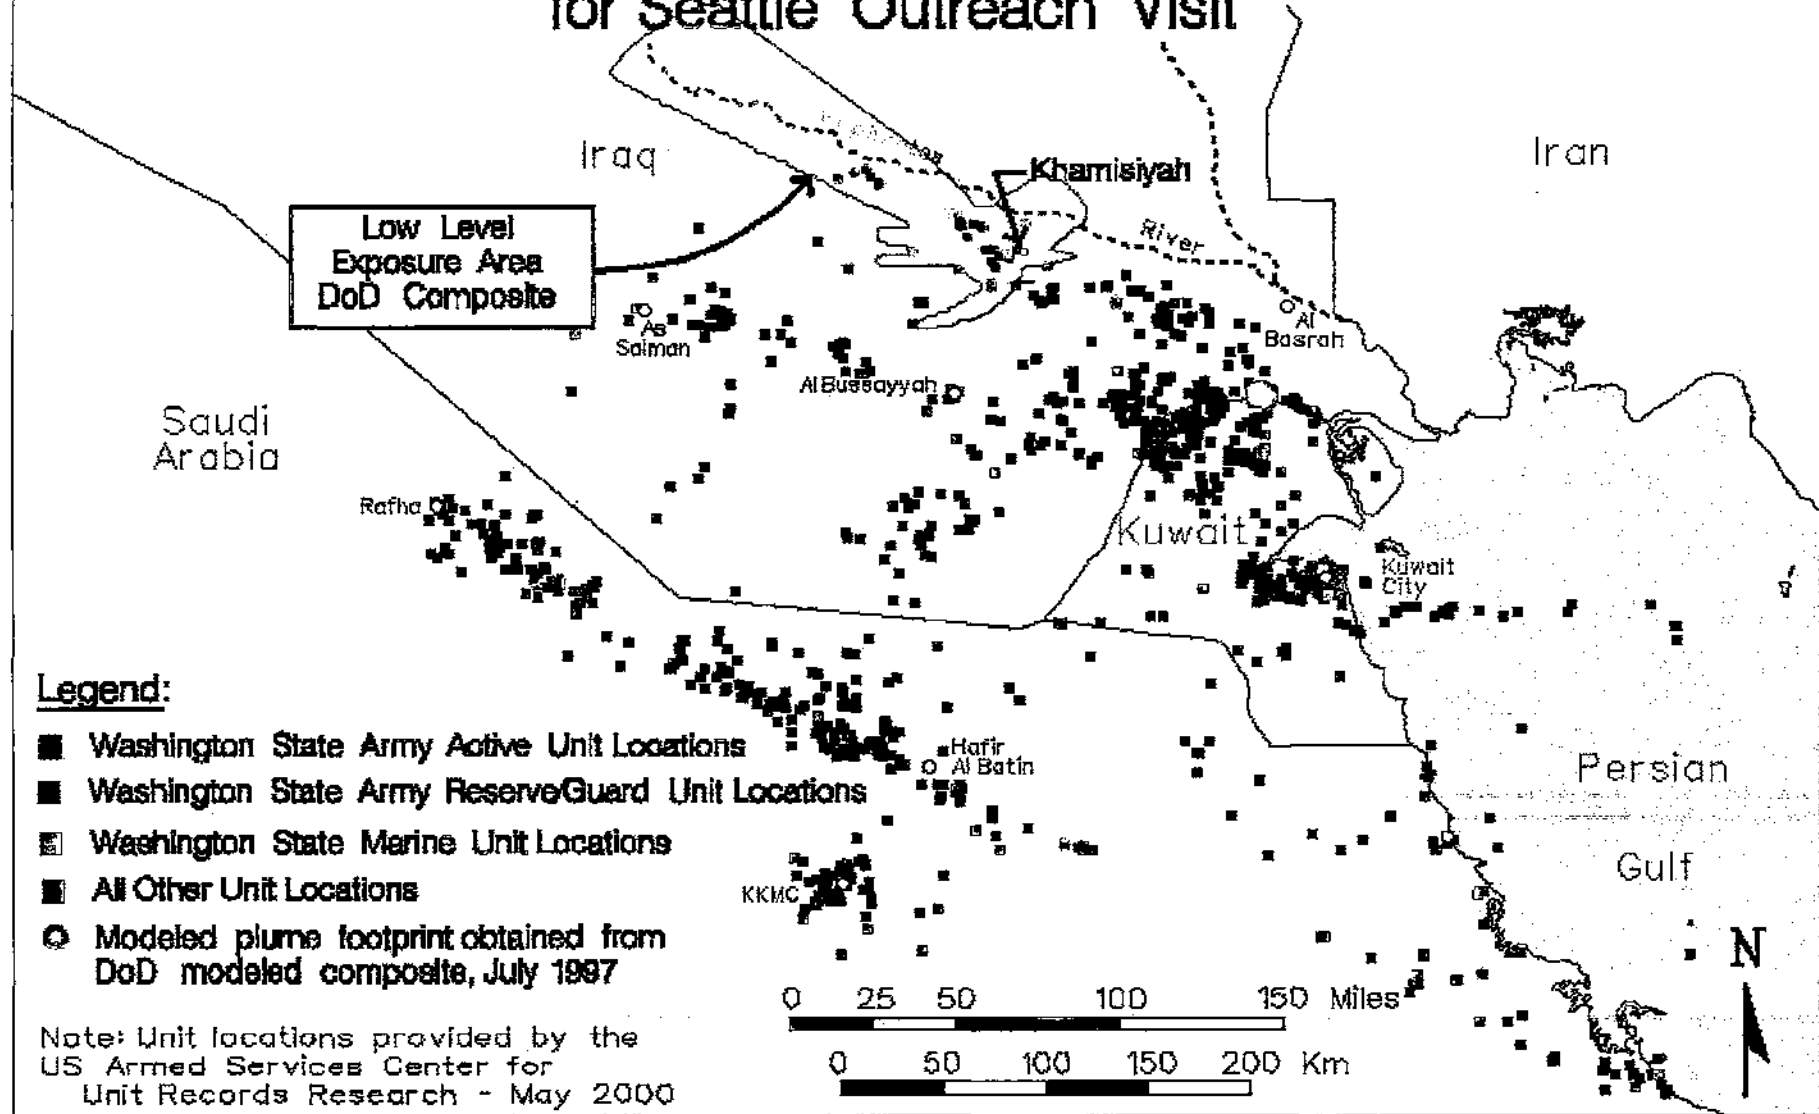 for Seattle Outreach Visit
Iraq
Iran
Khamisiyah
Low Level
Exposure Area
DoD Composite
River
As
Salman
Al
Basrah
Al Bussayyah
Saudi
Arabia
Rafha
Kuwait
Kuwait
City
Legend:
Washington State Army Active Unit Locations
Washington State Army Reserve/Guard Unit Locations
Washington State Marine Unit Locations
All Other Unit Locations
Modeled plume footprint obtained from
DoD modeled composite, July 1997
Hafir
Al Batin
KKMC
Persian
Gulf
N
0 25 50 100 150 Miles
0 50 100 150 200 Km
Note: Unit locations provided by the
US Armed Services Center for
Unit Records Research - May 2000